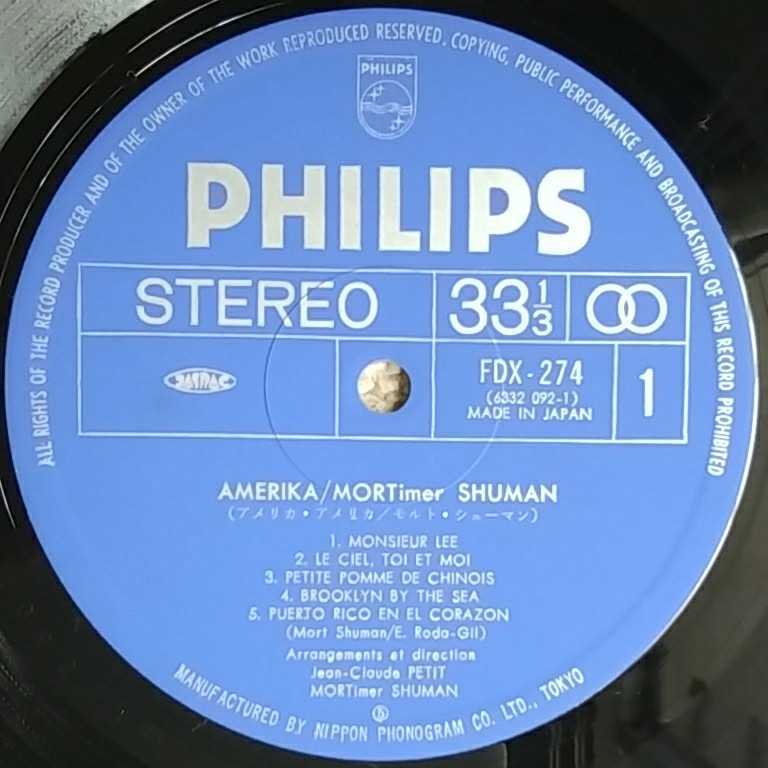 ALL RIGHTS OF THE RECORD PRODUCER AND OF THE OWNER OF THE WORK REPRODUCED RESERVED. COPYING, PUBLIC PERFORMANCE AND BROADCASTING OF THIS RECORD PROHIBITED
PHILIPS
PHILIPS
STEREO
33 1/3
FDX-274
(6332 092-1)
MADE IN JAPAN
1
AMERIKA/MORTimer SHUMAN
(アメリカ・アメリカ/モルト・シューマン)
1. MONSIEUR LEE
2. LE CIEL, TOI ET MOI
3. PETITE POMME DE CHINOIS
4. BROOKLYN BY THE SEA
5. PUERTO RICO EN EL CORAZON
(Mort Shuman/E. Roda-Gil)
Arrangements et direction
Jean-Claude PETIT
MORTimer SHUMAN
MANUFACTURED BY NIPPON PHONOGRAM CO. LTD., TOKYO